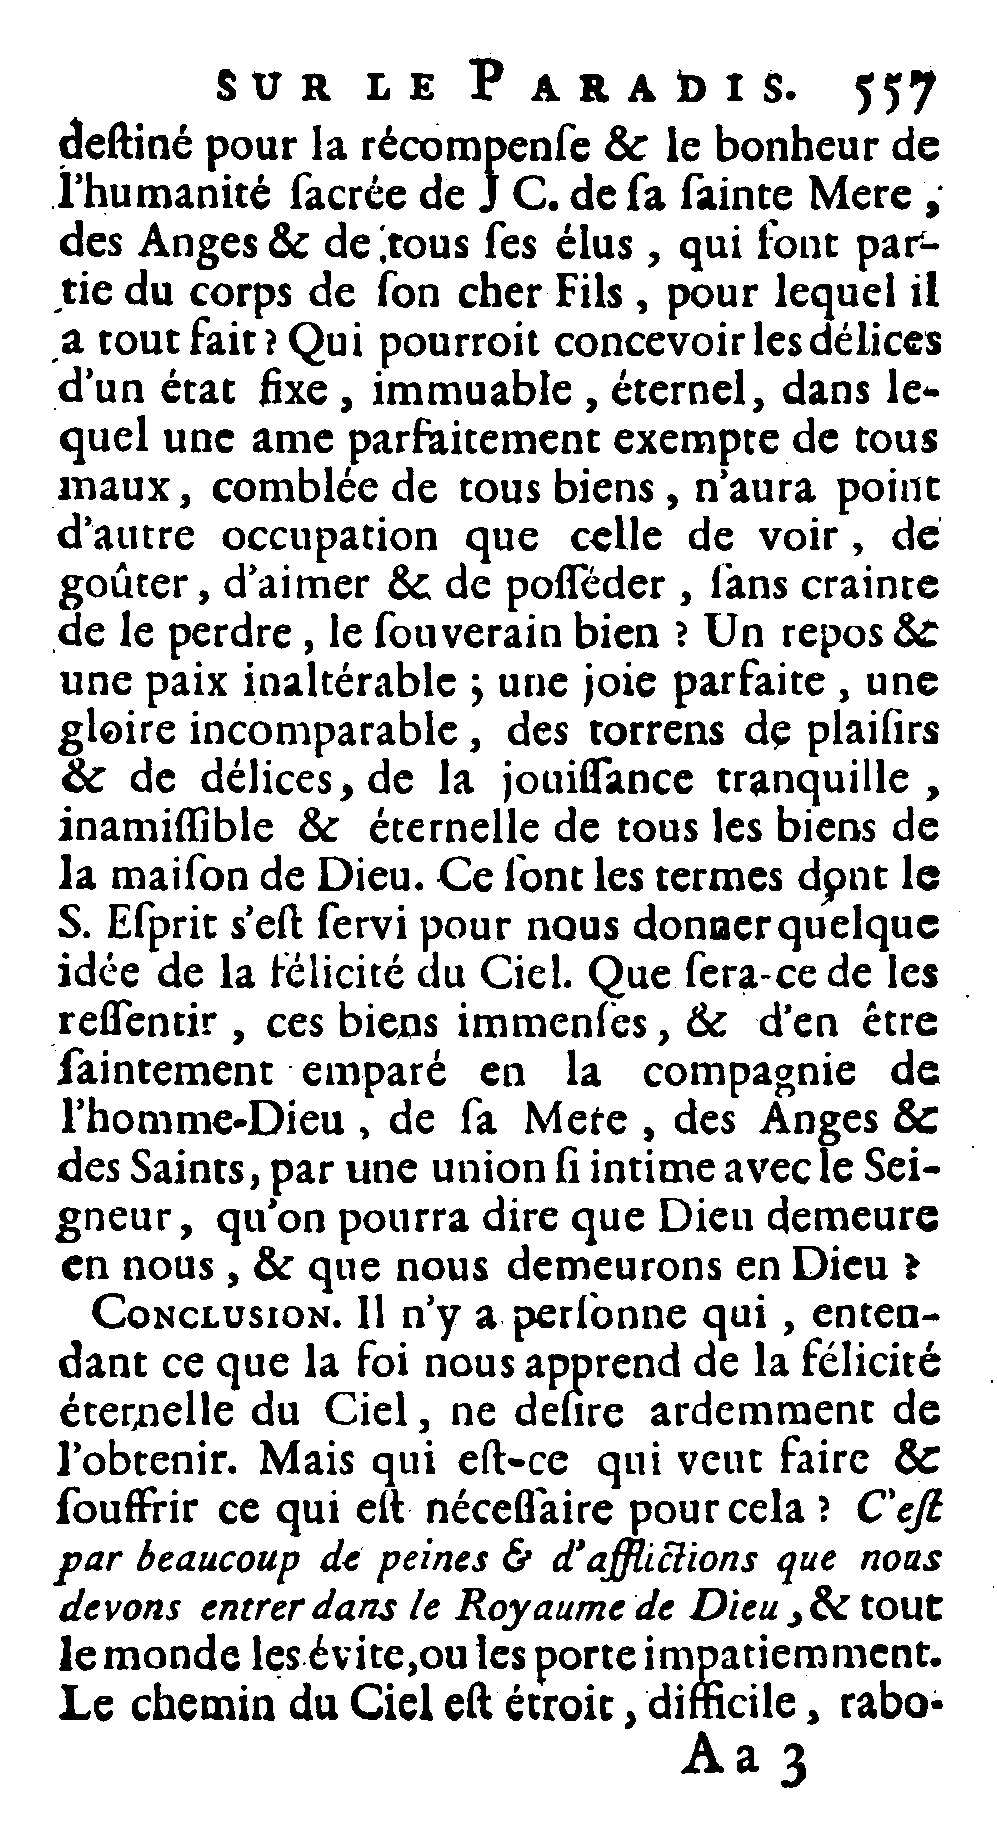 SUR LE PARADIS. 557
deſtiné pour la récompenſe & le bonheur de
l'humanité ſacrée de J C. de ſa ſainte Mere,
des Anges & de tous ſes élus, qui ſont par-
tie du corps de ſon cher Fils, pour lequel il
a tout fait? Qui pourroit concevoir les délices
d'un état fixe, immuable, éternel, dans le-
quel une ame parfaitement exempte de tous
maux, comblée de tous biens, n'aura point
d'autre occupation que celle de voir, de
goûter, d'aimer & de poſſéder, ſans crainte
de le perdre, le ſouverain bien? Un repos &
une paix inaltérable; une joie parfaite, une
gloire incomparable, des torrens de plaiſirs
& de délices, de la jouiſſance tranquille,
inamiſſible & éternelle de tous les biens de
la maiſon de Dieu. Ce ſont les termes dont le
S. Eſprit s'eſt ſervi pour nous donner quelque
idée de la félicité du Ciel. Que ſera-ce de les
reſſentir, ces biens immenſes, & d'en être
ſaintement emparé en la compagnie de
l'homme-Dieu, de ſa Mere, des Anges &
des Saints, par une union ſi intime avec le Sei-
gneur, qu'on pourra dire que Dieu demeure
en nous, & que nous demeurons en Dieu?
CONCLUSION. Il n'y a perſonne qui, enten-
dant ce que la foi nous apprend de la félicité
éternelle du Ciel, ne deſire ardemment de
l'obtenir. Mais qui eſt-ce qui veut faire &
ſouffrir ce qui eſt néceſſaire pour cela? C'eſt
par beaucoup de peines & d'afflictions que nous
devons entrer dans le Royaume de Dieu, & tout
le monde les évite, ou les porte impatiemment.
Le chemin du Ciel eſt étroit, difficile, rabo-
Aa 3